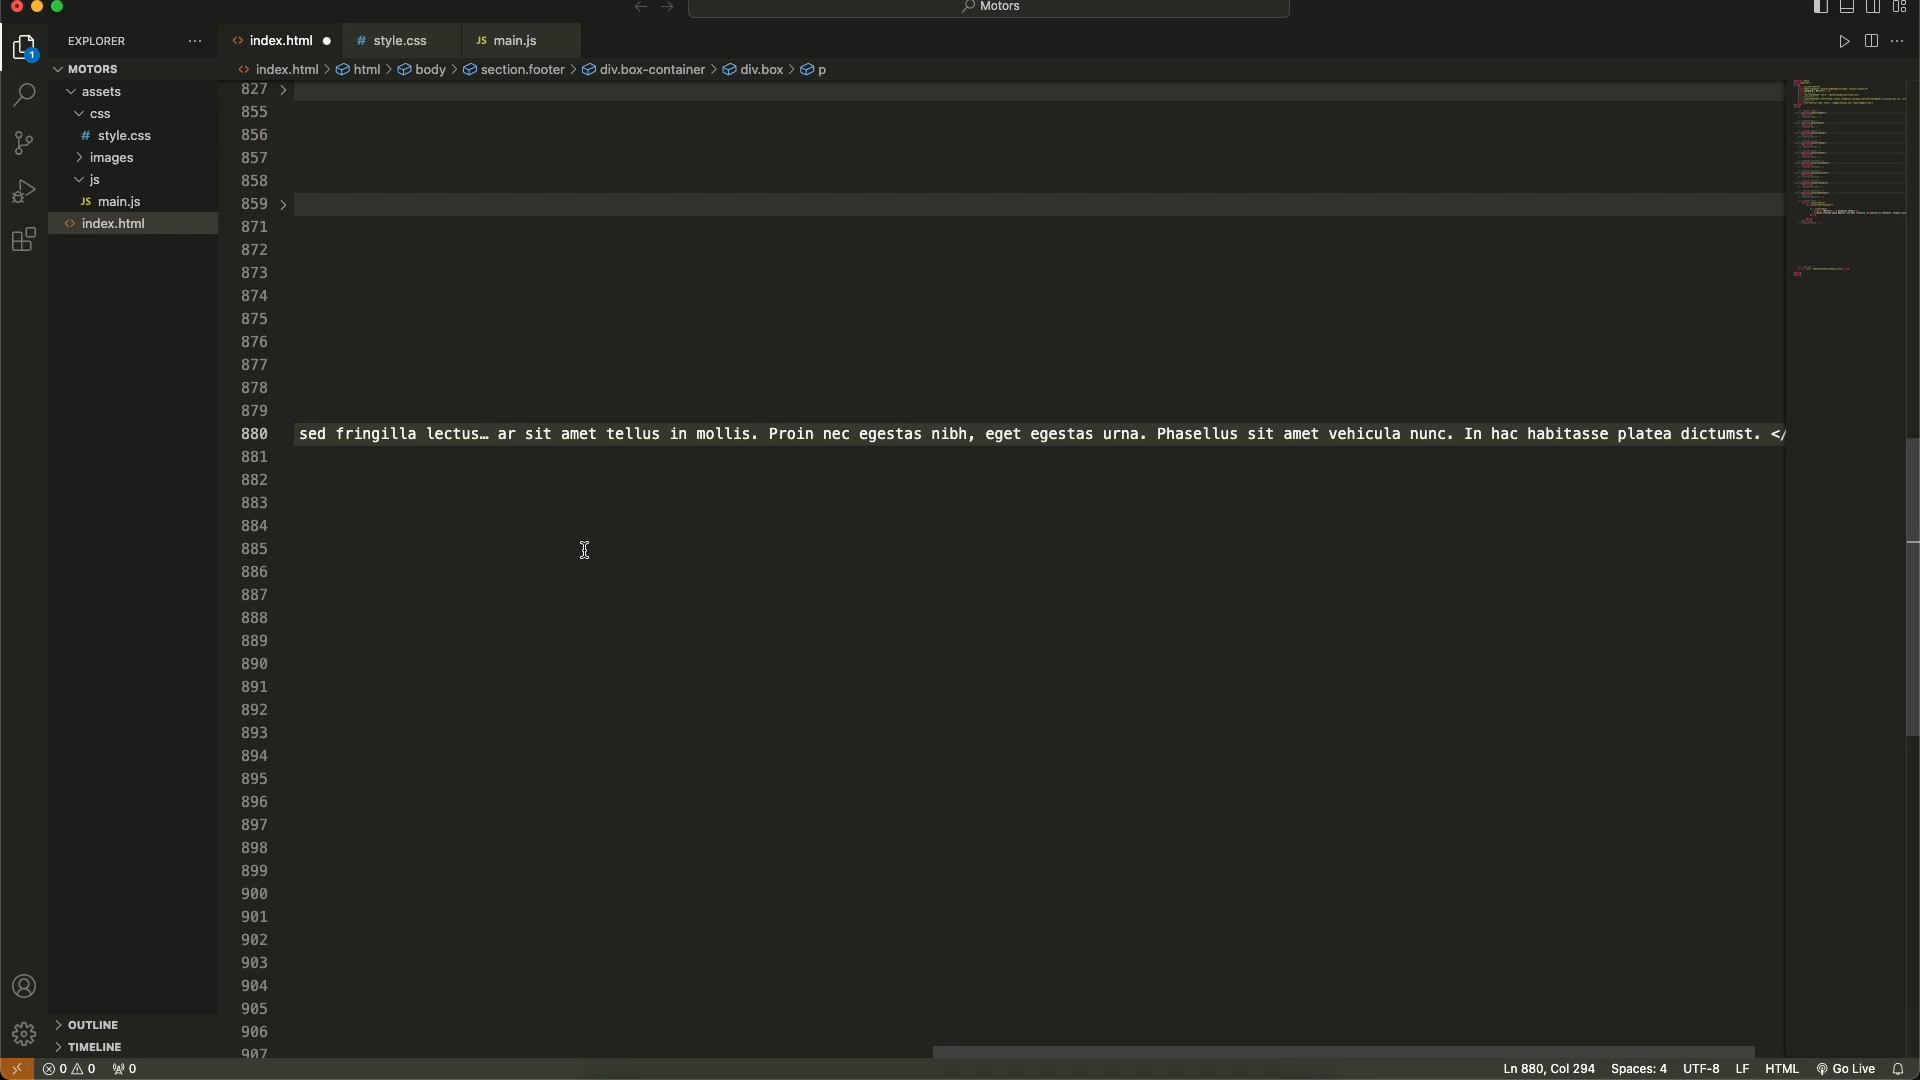 Motors
EXPLORER
index.html
style.css
JS main.js
MOTORS
index.html > html > body > section.footer > div.box-container > div.box > p
assets
css
# style.css
images
js
JS main.js
<> index.html
827
855
856
857
858
859
871
872
873
874
875
876
877
878
879
880 sed fringilla lectus… ar sit amet tellus in mollis. Proin nec egestas nibh, eget egestas urna. Phasellus sit amet vehicula nunc. In hac habitasse platea dictumst. </
881
882
883
884
885
886
887
888
889
890
891
892
893
894
895
896
897
898
899
900
901
902
903
904
905
906
907
1
OUTLINE
TIMELINE
0 0 0
Ln 880, Col 294 Spaces: 4 UTF-8 LF HTML Go Live